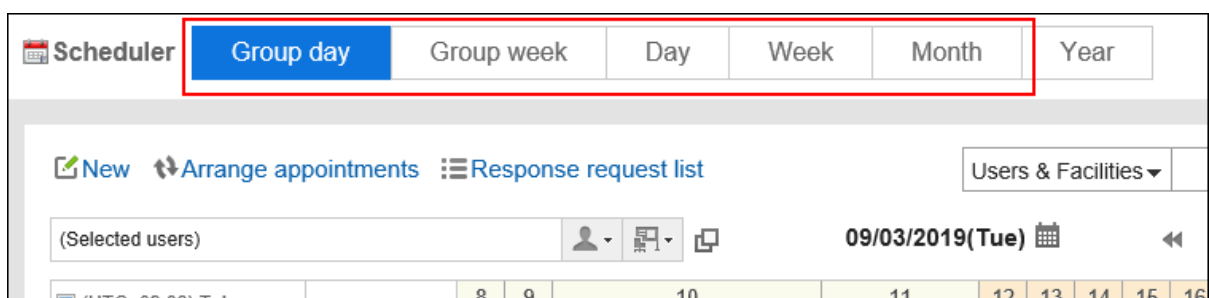 Scheduler Group day Group week Day Week Month Year
New Arrange appointments Response request list Users & Facilities
(Selected users) 09/03/2019(Tue)
8 9 10 11 12 13 14 15 16